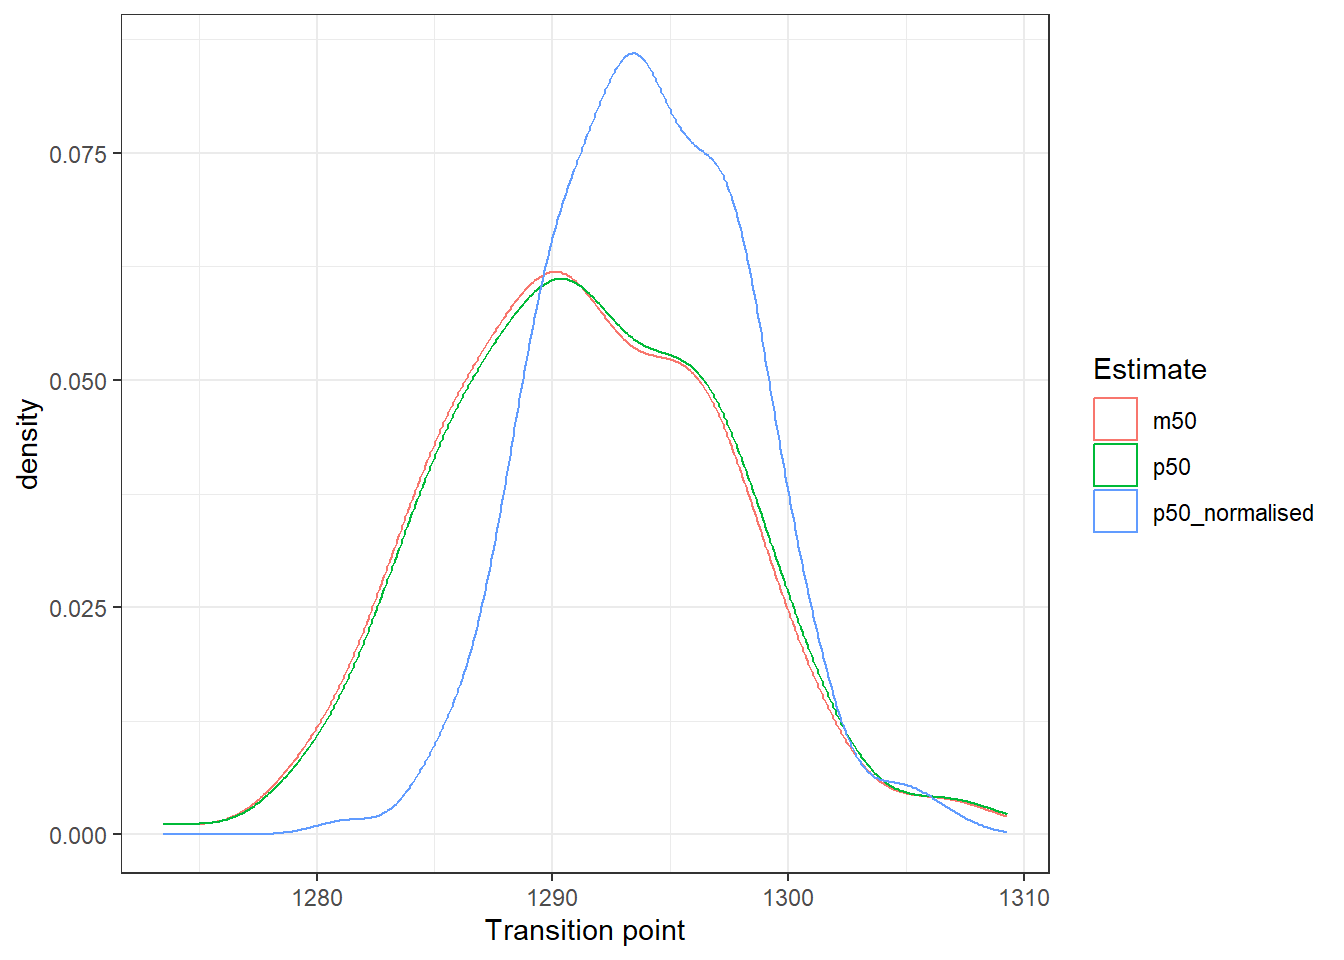 density
0.075
0.050
0.025
0.000
1280
1290
1300
1310
Transition point
Estimate
m50
p50
p50_normalised